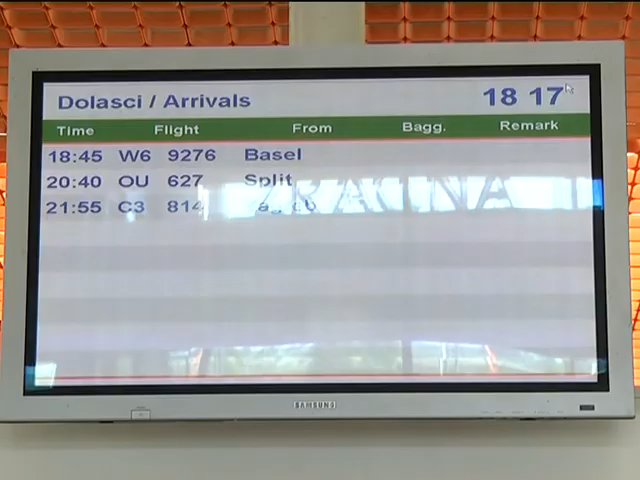 Dolasci / Arrivals 18 17
Time Flight From Bagg. Remark
18:45 W6 9276 Basel
20:40 OU 627 Split
21:55 C3 814
SAMSUNG